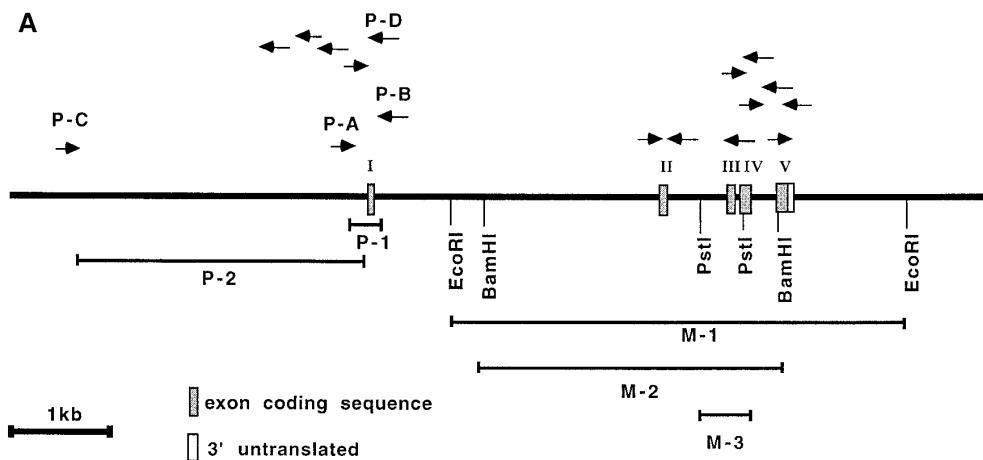 A
P-D
P-B
P-C
P-A
I
II
III
IV
V
P-1
P-2
EcoRI
BamHI
PstI
PstI
BamHI
EcoRI
M-1
M-2
M-3
1kb
exon coding sequence
3' untranslated